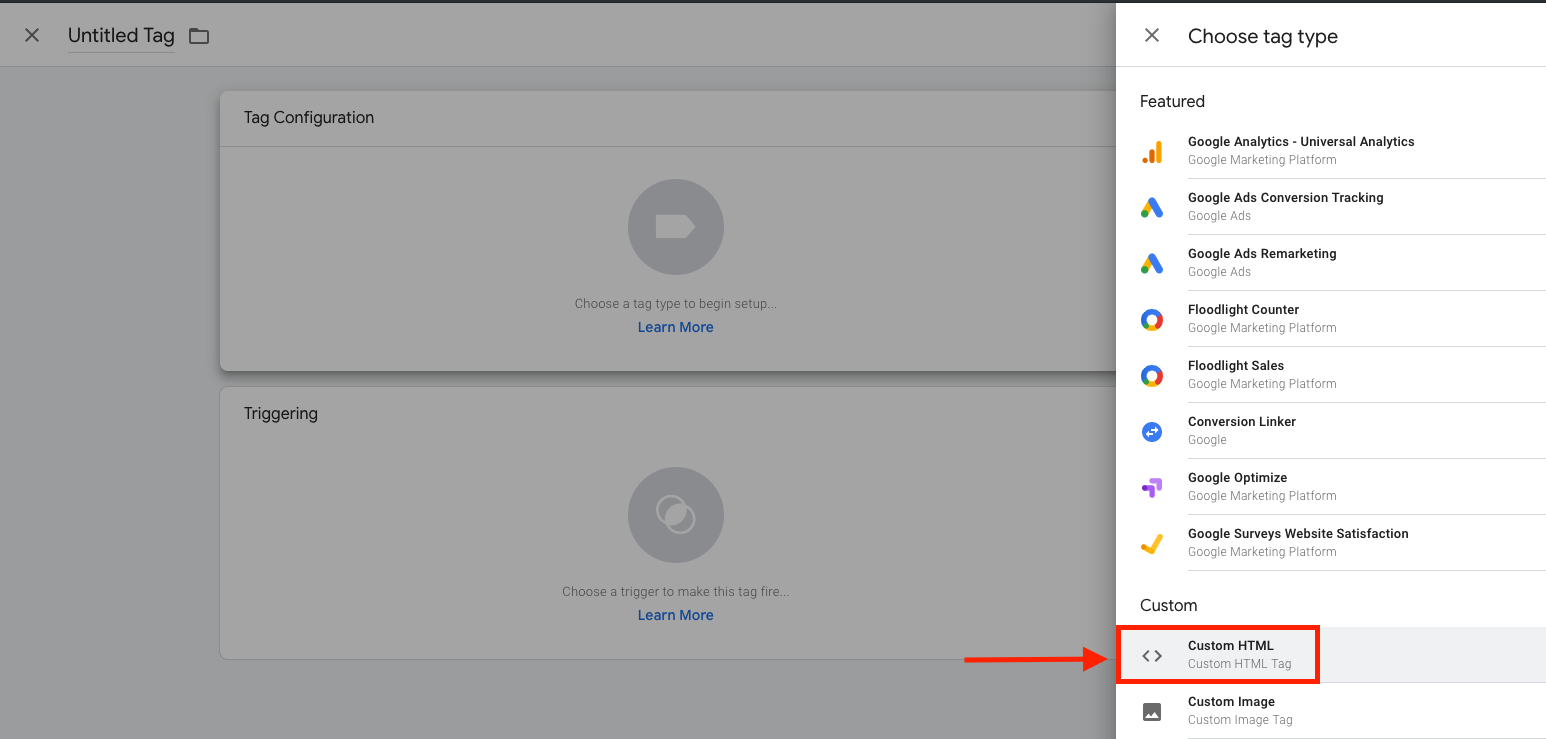 Untitled Tag
Tag Configuration
Choose a tag type to begin setup...
Learn More
Triggering
Choose a trigger to make this tag fire...
Learn More
Choose tag type
Featured
Google Analytics - Universal Analytics
Google Marketing Platform
Google Ads Conversion Tracking
Google Ads
Google Ads Remarketing
Google Ads
Floodlight Counter
Google Marketing Platform
Floodlight Sales
Google Marketing Platform
Conversion Linker
Google
Google Optimize
Google Marketing Platform
Google Surveys Website Satisfaction
Google Marketing Platform
Custom
Custom HTML
Custom HTML Tag
Custom Image
Custom Image Tag